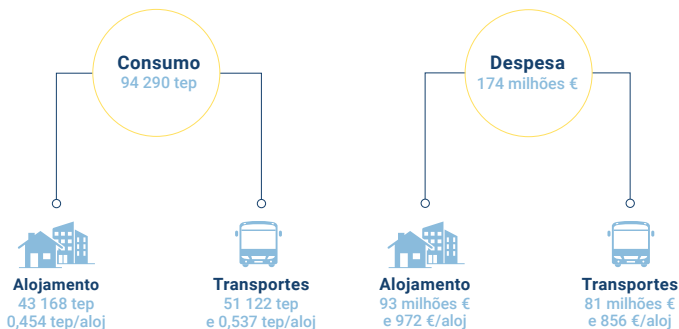 Consumo
94 290 tep
Despesa
174 milhões €
Alojamento
43 168 tep
0,454 tep/aloj
Transportes
51 122 tep
e 0,537 tep/aloj
Alojamento
93 milhões €
e 972 €/aloj
Transportes
81 milhões €
e 856 €/aloj